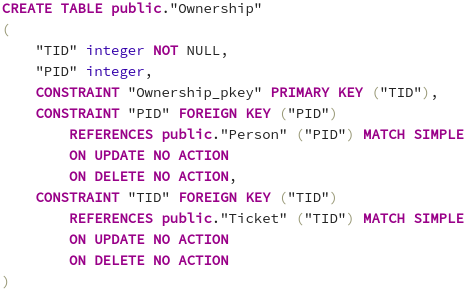 CREATE TABLE public."Ownership"
(
    "TID" integer NOT NULL,
    "PID" integer,
    CONSTRAINT "Ownership_pkey" PRIMARY KEY ("TID"),
    CONSTRAINT "PID" FOREIGN KEY ("PID")
        REFERENCES public."Person" ("PID") MATCH SIMPLE
        ON UPDATE NO ACTION
        ON DELETE NO ACTION,
    CONSTRAINT "TID" FOREIGN KEY ("TID")
        REFERENCES public."Ticket" ("TID") MATCH SIMPLE
        ON UPDATE NO ACTION
        ON DELETE NO ACTION
)